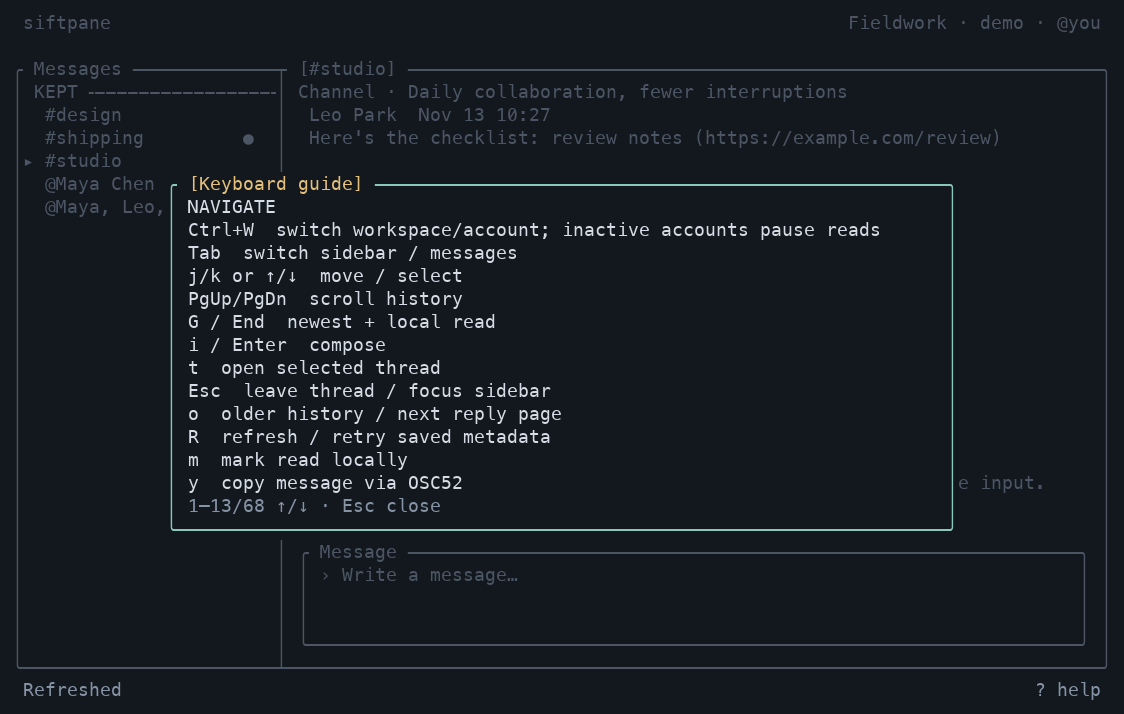 siftpane
Fieldwork · demo · @you
Messages
[#studio]
KEPT
Channel · Daily collaboration, fewer interruptions
#design
Leo Park  Nov 13 10:27
#shipping ●
Here's the checklist: review notes (https://example.com/review)
▸ #studio
@Maya Chen
@Maya, Leo,
[Keyboard guide]
NAVIGATE
Ctrl+W  switch workspace/account; inactive accounts pause reads
Tab  switch sidebar / messages
j/k or ↑/↓  move / select
PgUp/PgDn  scroll history
G / End  newest + local read
i / Enter  compose
t  open selected thread
Esc  leave thread / focus sidebar
o  older history / next reply page
R  refresh / retry saved metadata
m  mark read locally
y  copy message via OSC52
1–13/68 ↑/↓ · Esc close
e input.
Message
› Write a message…
Refreshed
? help